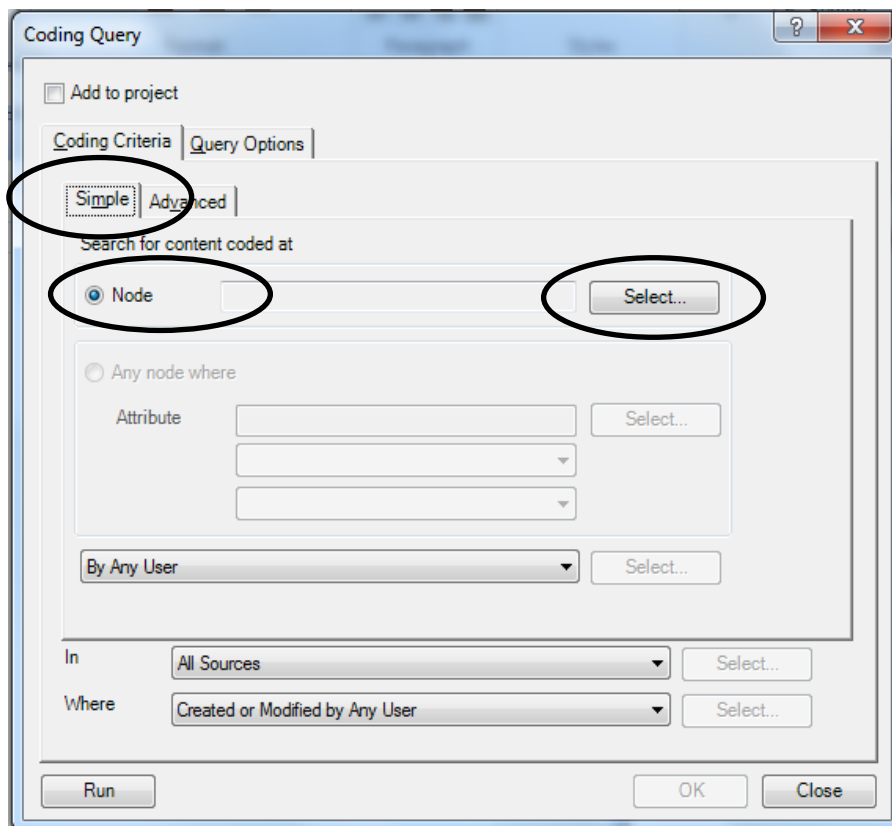 Coding Query
Add to project
Coding Criteria Query Options
Simple Advanced
Search for content coded at
Node Select...
Any node where
Attribute Select...
By Any User Select...
In All Sources Select...
Where Created or Modified by Any User Select...
Run OK Close